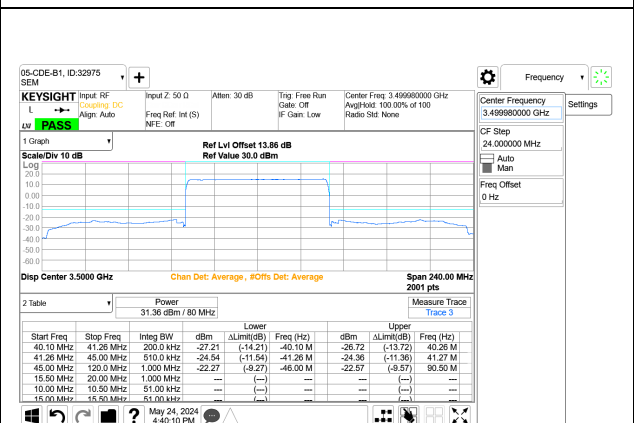 05-CDE-B1, ID:32975
SEM
Frequency
KEYSIGHT Input: RF Input Z: 50 Ω Atten: 30 dB Trig: Free Run Center Freq: 3.499980000 GHz
L Coupling: DC Gate: Off Avg|Hold: 100.00% of 100
Align: Auto Freq Ref: Int (S) IF Gain: Low Radio Std: None
LXI PASS NFE: Off
Center Frequency
3.499980000 GHz
Settings
CF Step
24.000000 MHz
Auto
Man
Freq Offset
0 Hz
1 Graph
Ref Lvl Offset 13.86 dB
Scale/Div 10 dB Ref Value 30.0 dBm
Log
20.0
10.0
0.00
-10.0
-20.0
-30.0
-40.0
-50.0
-60.0
Disp Center 3.5000 GHz Chan Det: Average , #Offs Det: Average Span 240.00 MHz
2001 pts
2 Table Power Measure Trace
31.36 dBm / 80 MHz Trace 3
Lower Upper
Start Freq Stop Freq Integ BW dBm ΔLimit(dB) Freq (Hz) dBm ΔLimit(dB) Freq (Hz)
40.10 MHz 41.26 MHz 200.0 kHz -27.21 (-14.21) -40.10 M -26.72 (-13.72) 40.26 M
41.26 MHz 45.00 MHz 510.0 kHz -24.54 (-11.54) -41.26 M -24.36 (-11.36) 41.27 M
45.00 MHz 120.0 MHz 1.000 MHz -22.27 (-9.27) -46.00 M -22.57 (-9.57) 90.50 M
15.50 MHz 20.00 MHz 1.000 MHz --- (---) --- --- (---) ---
10.00 MHz 10.50 MHz 51.00 kHz --- (---) --- --- (---) ---
15.00 MHz 15.50 MHz 51.00 kHz --- (---) --- --- (---) ---
May 24, 2024
4:40:10 PM